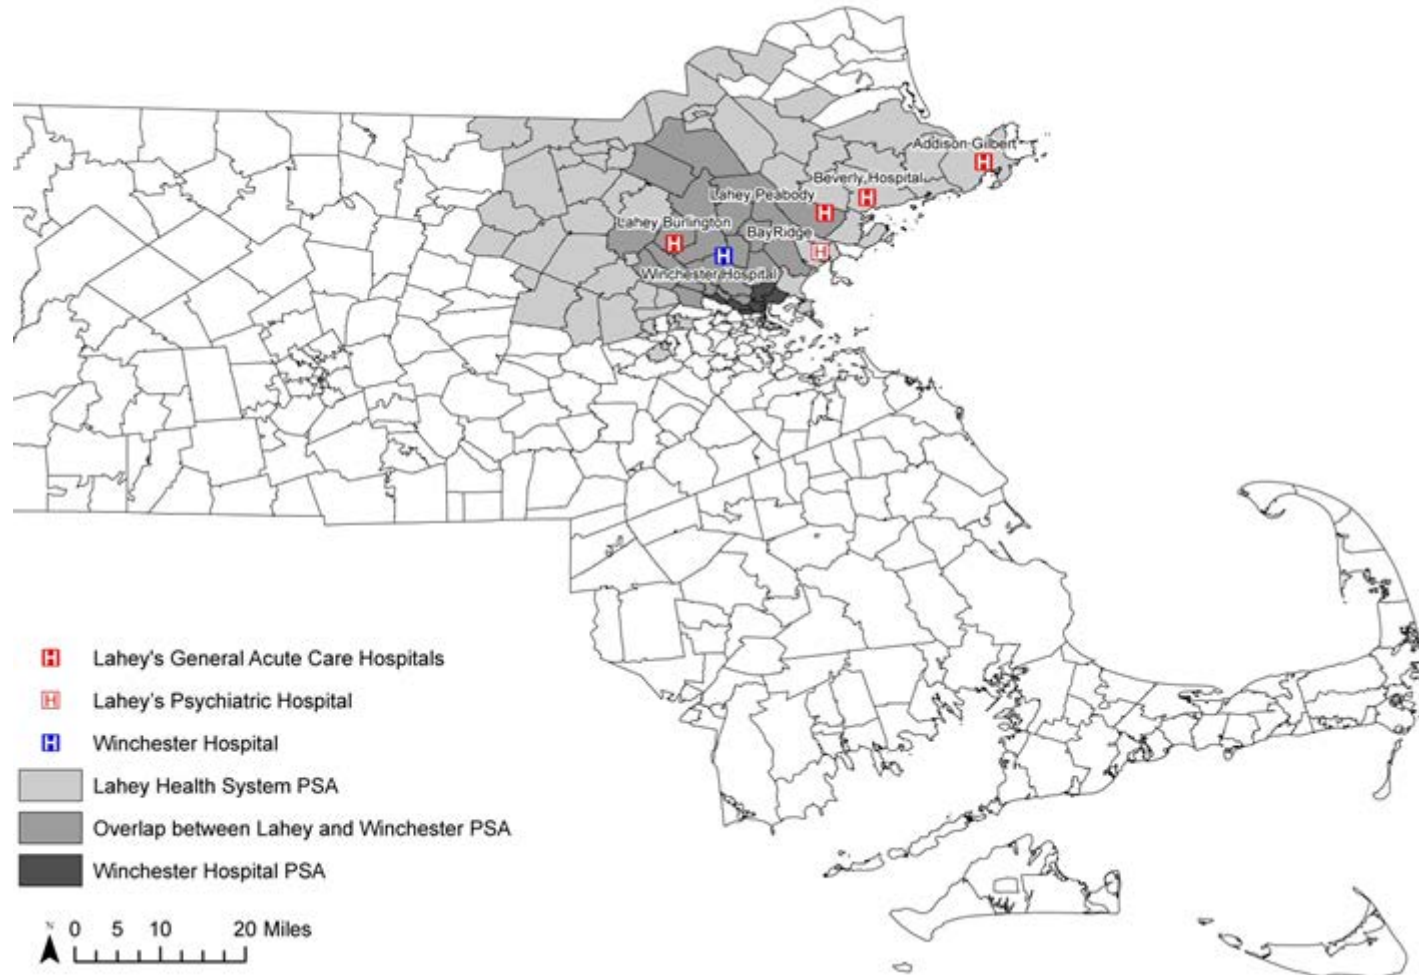 Addison Gilbert
H
Beverly Hospital
H
Lahey Peabody
H
Lahey Burlington
H
BayRidge
H
H
Winchester Hospital
H Lahey's General Acute Care Hospitals
H Lahey's Psychiatric Hospital
H Winchester Hospital
Lahey Health System PSA
Overlap between Lahey and Winchester PSA
Winchester Hospital PSA
N
0 5 10 20 Miles